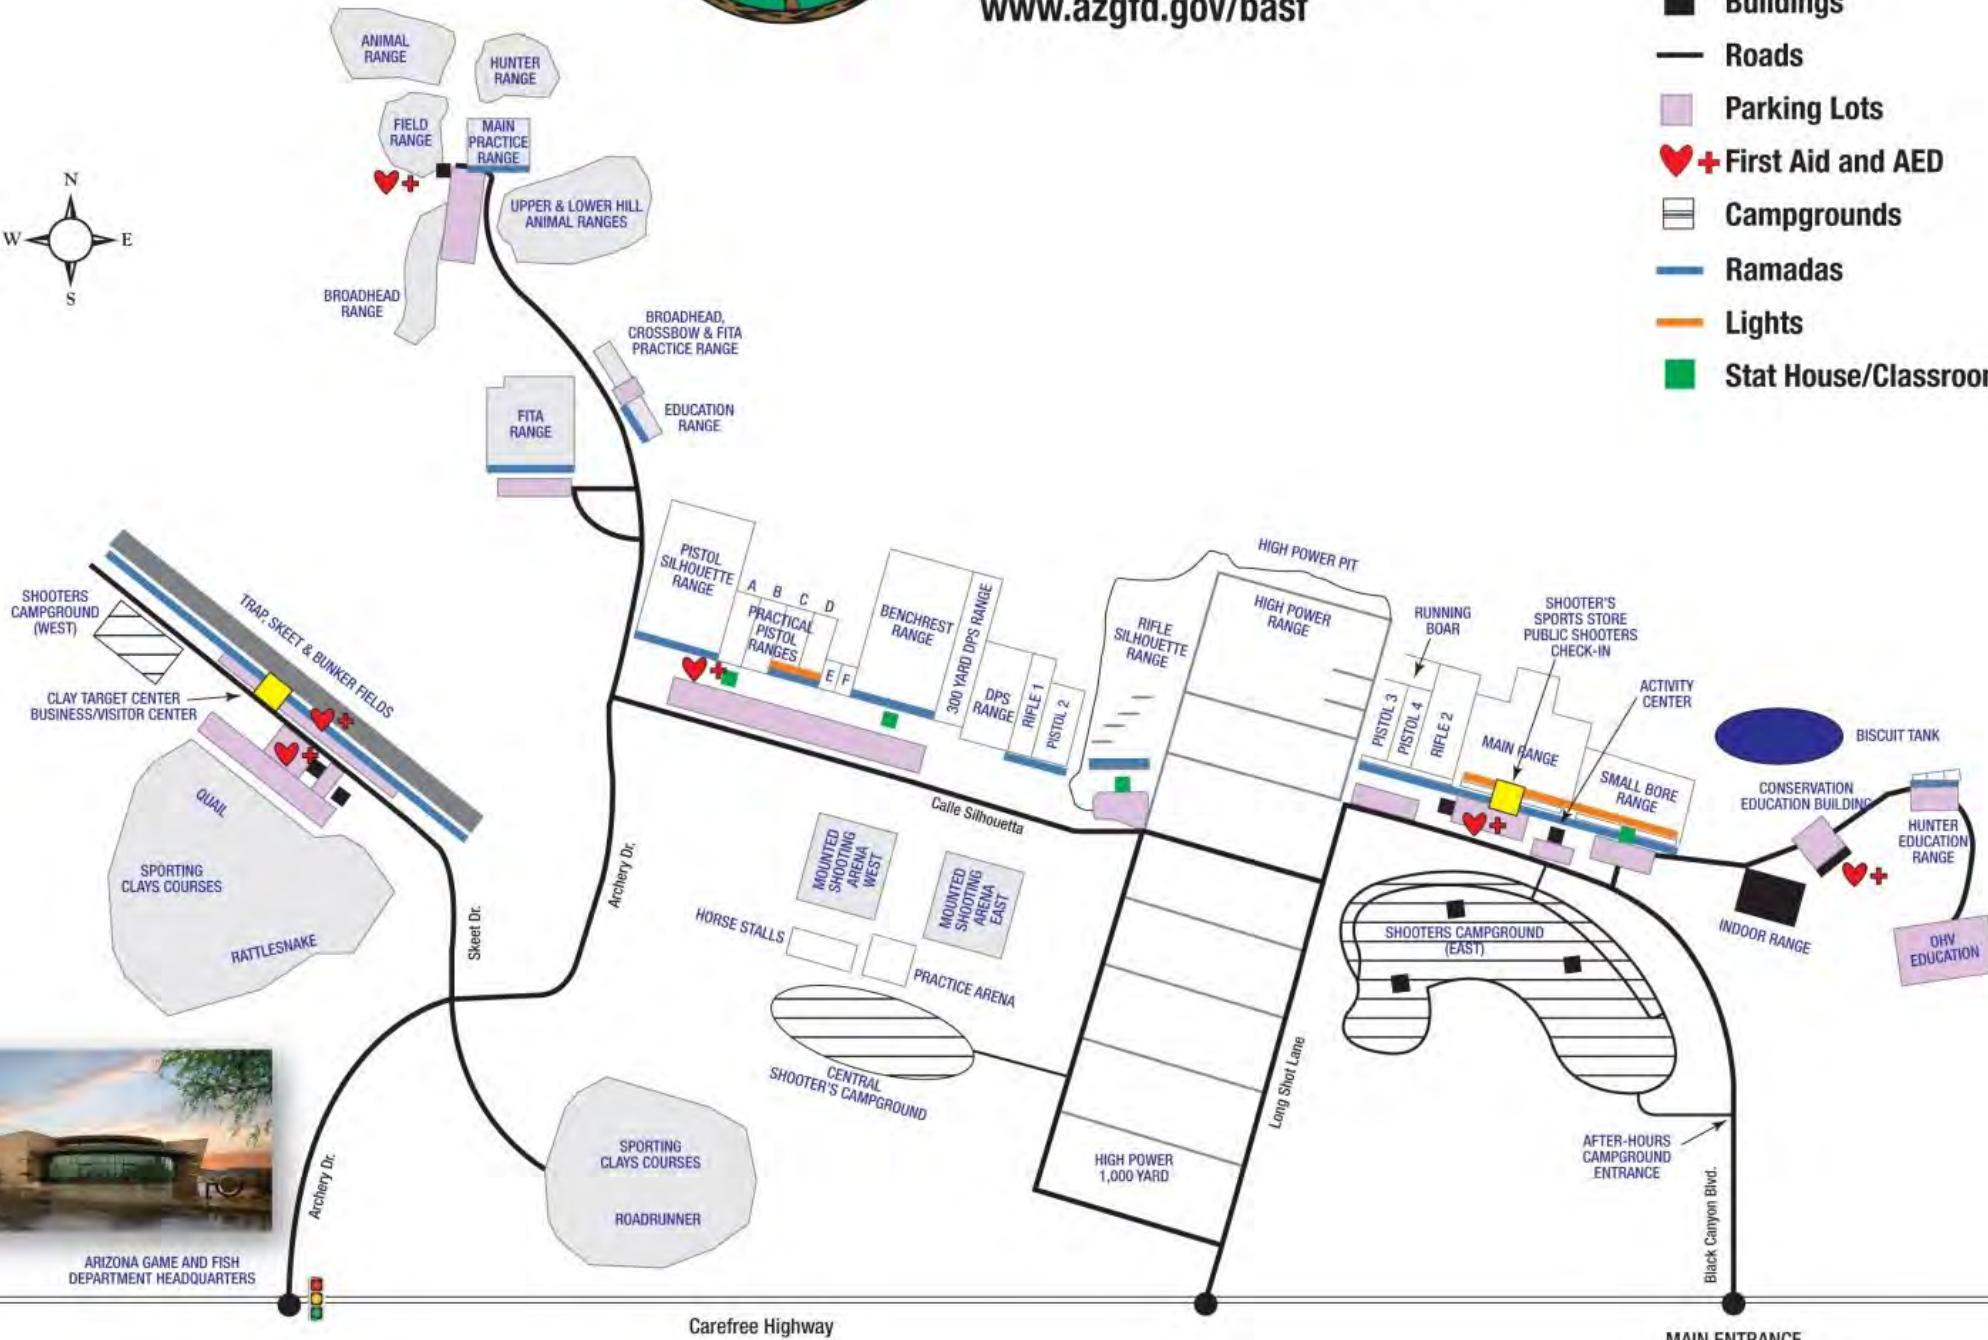 www.azgfd.gov/basf
Buildings
Roads
Parking Lots
First Aid and AED
Campgrounds
Ramadas
Lights
Stat House/Classroom
N
W
E
S
ANIMAL
RANGE
HUNTER
RANGE
FIELD
RANGE
MAIN
PRACTICE
RANGE
UPPER & LOWER HILL
ANIMAL RANGES
BROADHEAD
RANGE
BROADHEAD,
CROSSBOW & FITA
PRACTICE RANGE
EDUCATION
RANGE
FITA
RANGE
SHOOTERS
CAMPGROUND
(WEST)
TRAP, SKEET & BUNKER FIELDS
CLAY TARGET CENTER
BUSINESS/VISITOR CENTER
QUAIL
SPORTING
CLAYS COURSES
RATTLESNAKE
PISTOL
SILHOUETTE
RANGE
A
B
C
D
PRACTICAL
PISTOL
RANGES
E
F
BENCHREST
RANGE
300 YARD DPS RANGE
DPS
RANGE
RIFLE 1
PISTOL 2
RIFLE
SILHOUETTE
RANGE
HIGH POWER PIT
HIGH POWER
RANGE
RUNNING
BOAR
PISTOL 3
PISTOL 4
RIFLE 2
SHOOTER'S
SPORTS STORE
PUBLIC SHOOTERS
CHECK-IN
MAIN RANGE
ACTIVITY
CENTER
SMALL BORE
RANGE
BISCUIT TANK
CONSERVATION
EDUCATION BUILDING
HUNTER
EDUCATION
RANGE
INDOOR RANGE
OHV
EDUCATION
Calle Silhouetta
MOUNTED
SHOOTING
ARENA
WEST
MOUNTED
SHOOTING
ARENA
EAST
HORSE STALLS
PRACTICE ARENA
CENTRAL
SHOOTER'S CAMPGROUND
SHOOTERS CAMPGROUND
(EAST)
Archery Dr.
Skeet Dr.
Long Shot Lane
HIGH POWER
1,000 YARD
AFTER-HOURS
CAMPGROUND
ENTRANCE
Black Canyon Blvd.
SPORTING
CLAYS COURSES
ROADRUNNER
Archery Dr.
ARIZONA GAME AND FISH
DEPARTMENT HEADQUARTERS
Carefree Highway
MAIN ENTRANCE